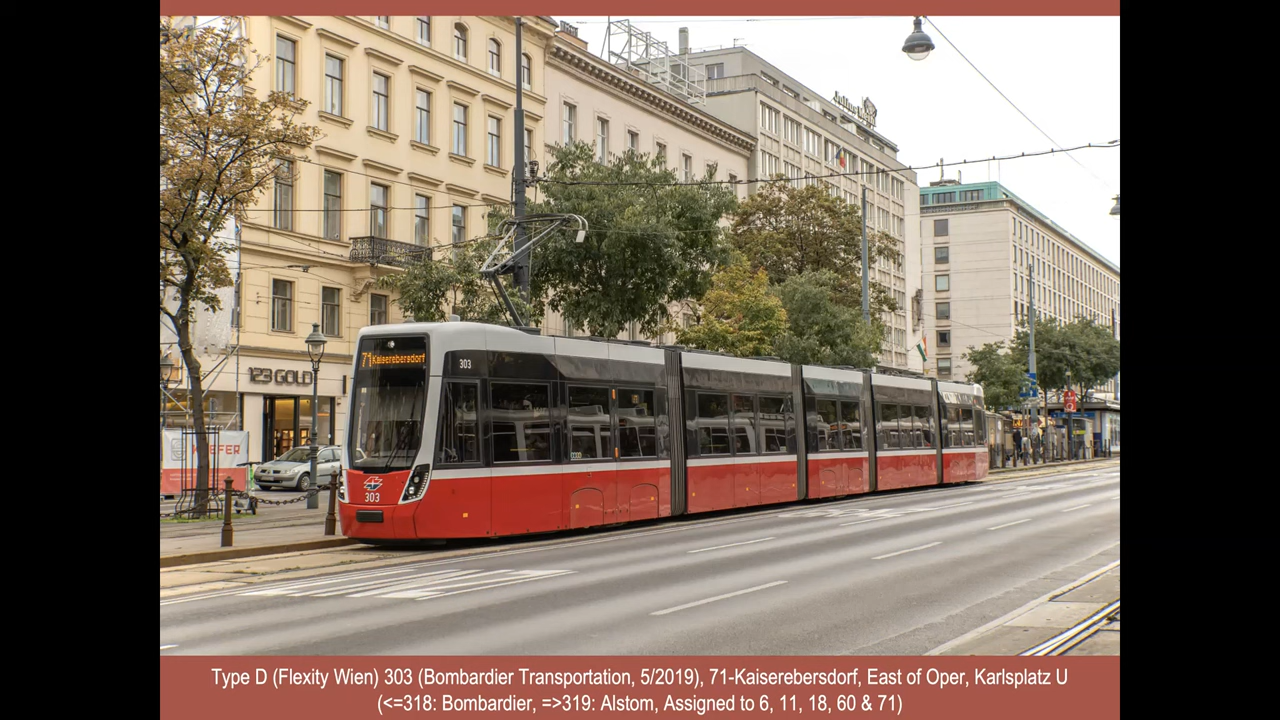 71 Kaiserebersdorf
303
123 GOLD
303
Type D (Flexity Wien) 303 (Bombardier Transportation, 5/2019), 71-Kaiserebersdorf, East of Oper, Karlsplatz U
(<=318: Bombardier, =>319: Alstom, Assigned to 6, 11, 18, 60 & 71)